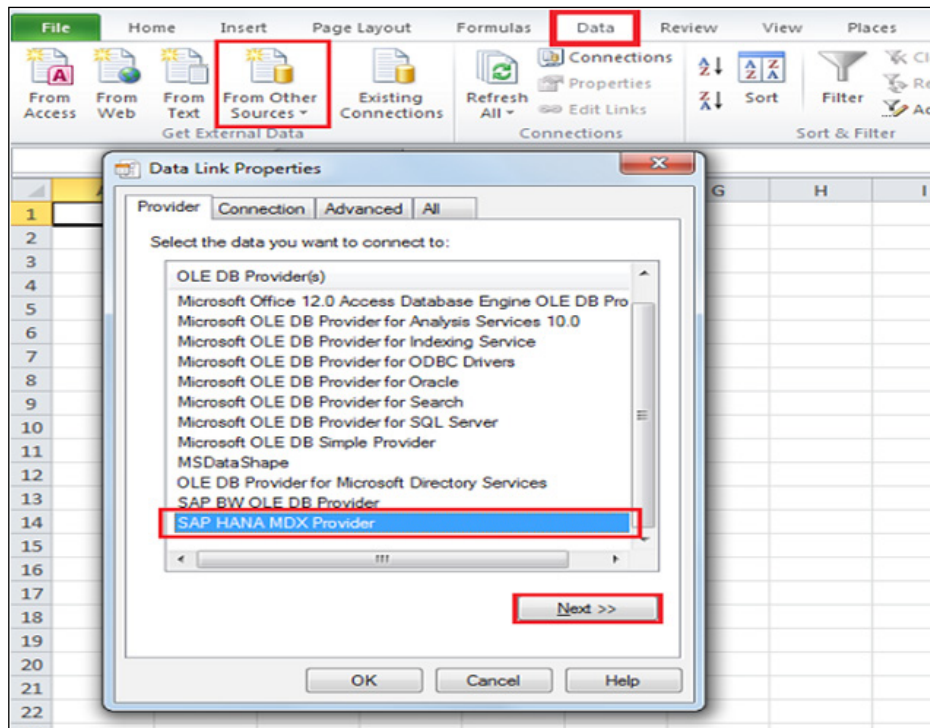 File Home Insert Page Layout Formulas Data Review View Places
From Access
From Web
From Text
From Other Sources
Existing Connections
Get External Data
Refresh All
Connections
Properties
Edit Links
Connections
Sort
Filter
Sort & Filter
Data Link Properties
G H I
Provider Connection Advanced All
Select the data you want to connect to:
OLE DB Provider(s)
Microsoft Office 12.0 Access Database Engine OLE DB Pro
Microsoft OLE DB Provider for Analysis Services 10.0
Microsoft OLE DB Provider for Indexing Service
Microsoft OLE DB Provider for ODBC Drivers
Microsoft OLE DB Provider for Oracle
Microsoft OLE DB Provider for Search
Microsoft OLE DB Provider for SQL Server
Microsoft OLE DB Simple Provider
MSDataShape
OLE DB Provider for Microsoft Directory Services
SAP BW OLE DB Provider
SAP HANA MDX Provider
Next >>
OK Cancel Help
1
2
3
4
5
6
7
8
9
10
11
12
13
14
15
16
17
18
19
20
21
22